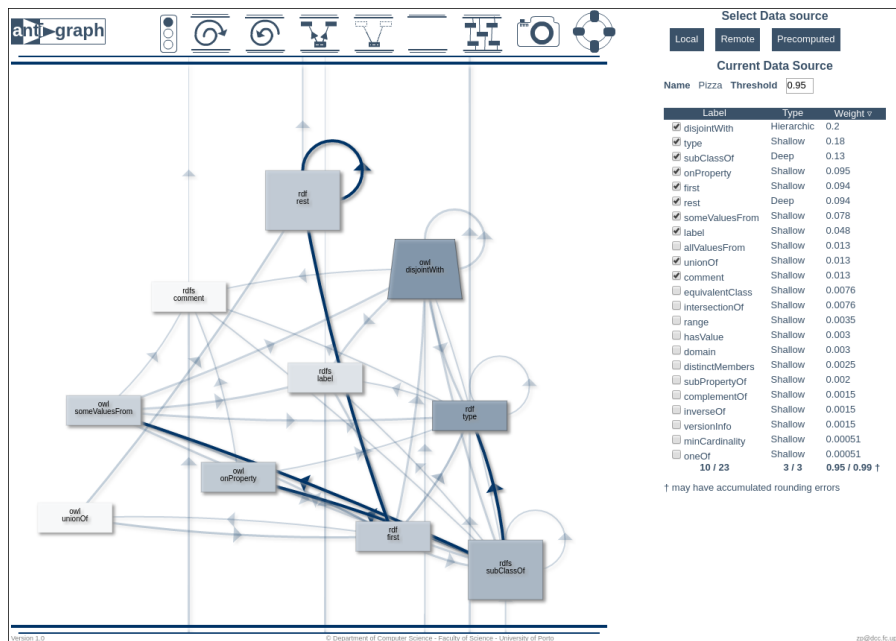 anti-graph
Select Data source
Local Remote Precomputed
Current Data Source
Name Pizza Threshold 0.95
Label Type Weight ▿
disjointWith Hierarchic 0.2
type Shallow 0.18
subClassOf Deep 0.13
onProperty Shallow 0.095
first Shallow 0.094
rest Deep 0.094
someValuesFrom Shallow 0.078
label Shallow 0.048
allValuesFrom Shallow 0.013
unionOf Shallow 0.013
comment Shallow 0.013
equivalentClass Shallow 0.0076
intersectionOf Shallow 0.0076
range Shallow 0.0035
hasValue Shallow 0.003
domain Shallow 0.003
distinctMembers Shallow 0.0025
subPropertyOf Shallow 0.002
complementOf Shallow 0.0015
inverseOf Shallow 0.0015
versionInfo Shallow 0.0015
minCardinality Shallow 0.00051
oneOf Shallow 0.00051
10 / 23 3 / 3 0.95 / 0.99 †
† may have accumulated rounding errors
rdf
rest
owl
disjointWith
rdfs
comment
rdfs
label
owl
someValuesFrom
rdf
type
owl
onProperty
owl
unionOf
rdf
first
rdfs
subClassOf
Version 1.0 © Department of Computer Science - Faculty of Science - University of Porto